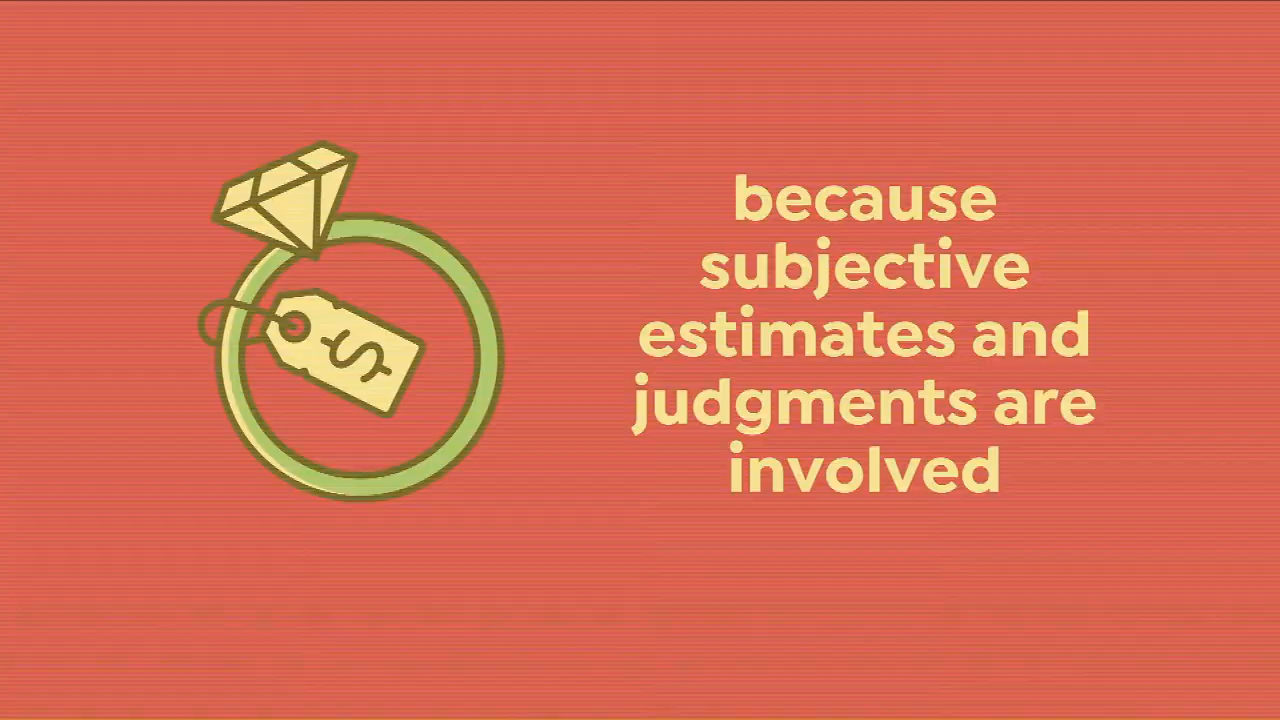 because
subjective
estimates and
judgments are
involved
$